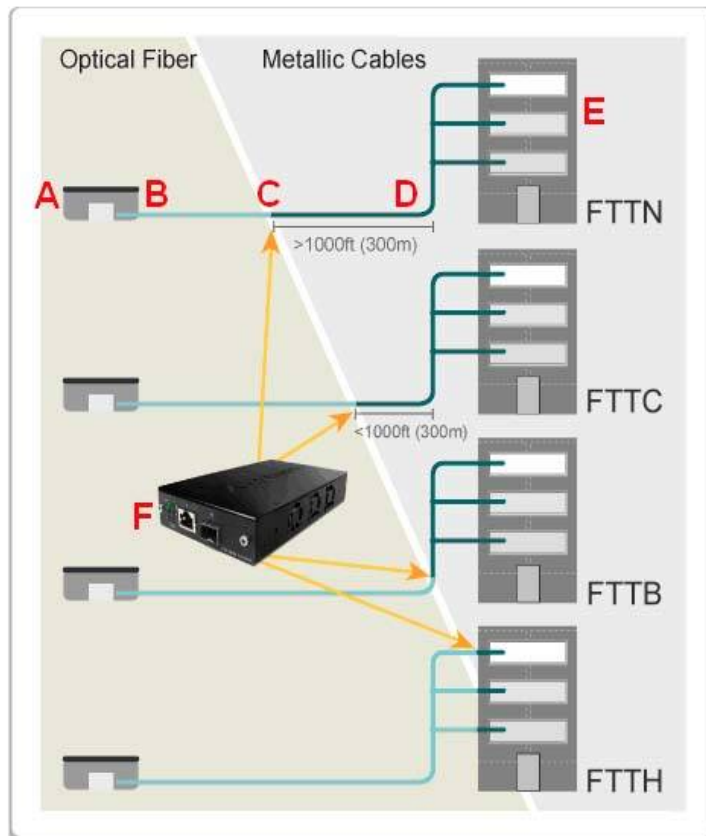 Optical Fiber Metallic Cables
E
A B C D
FTTN
>1000ft (300m)
FTTC
<1000ft (300m)
F
FTTB
FTTH